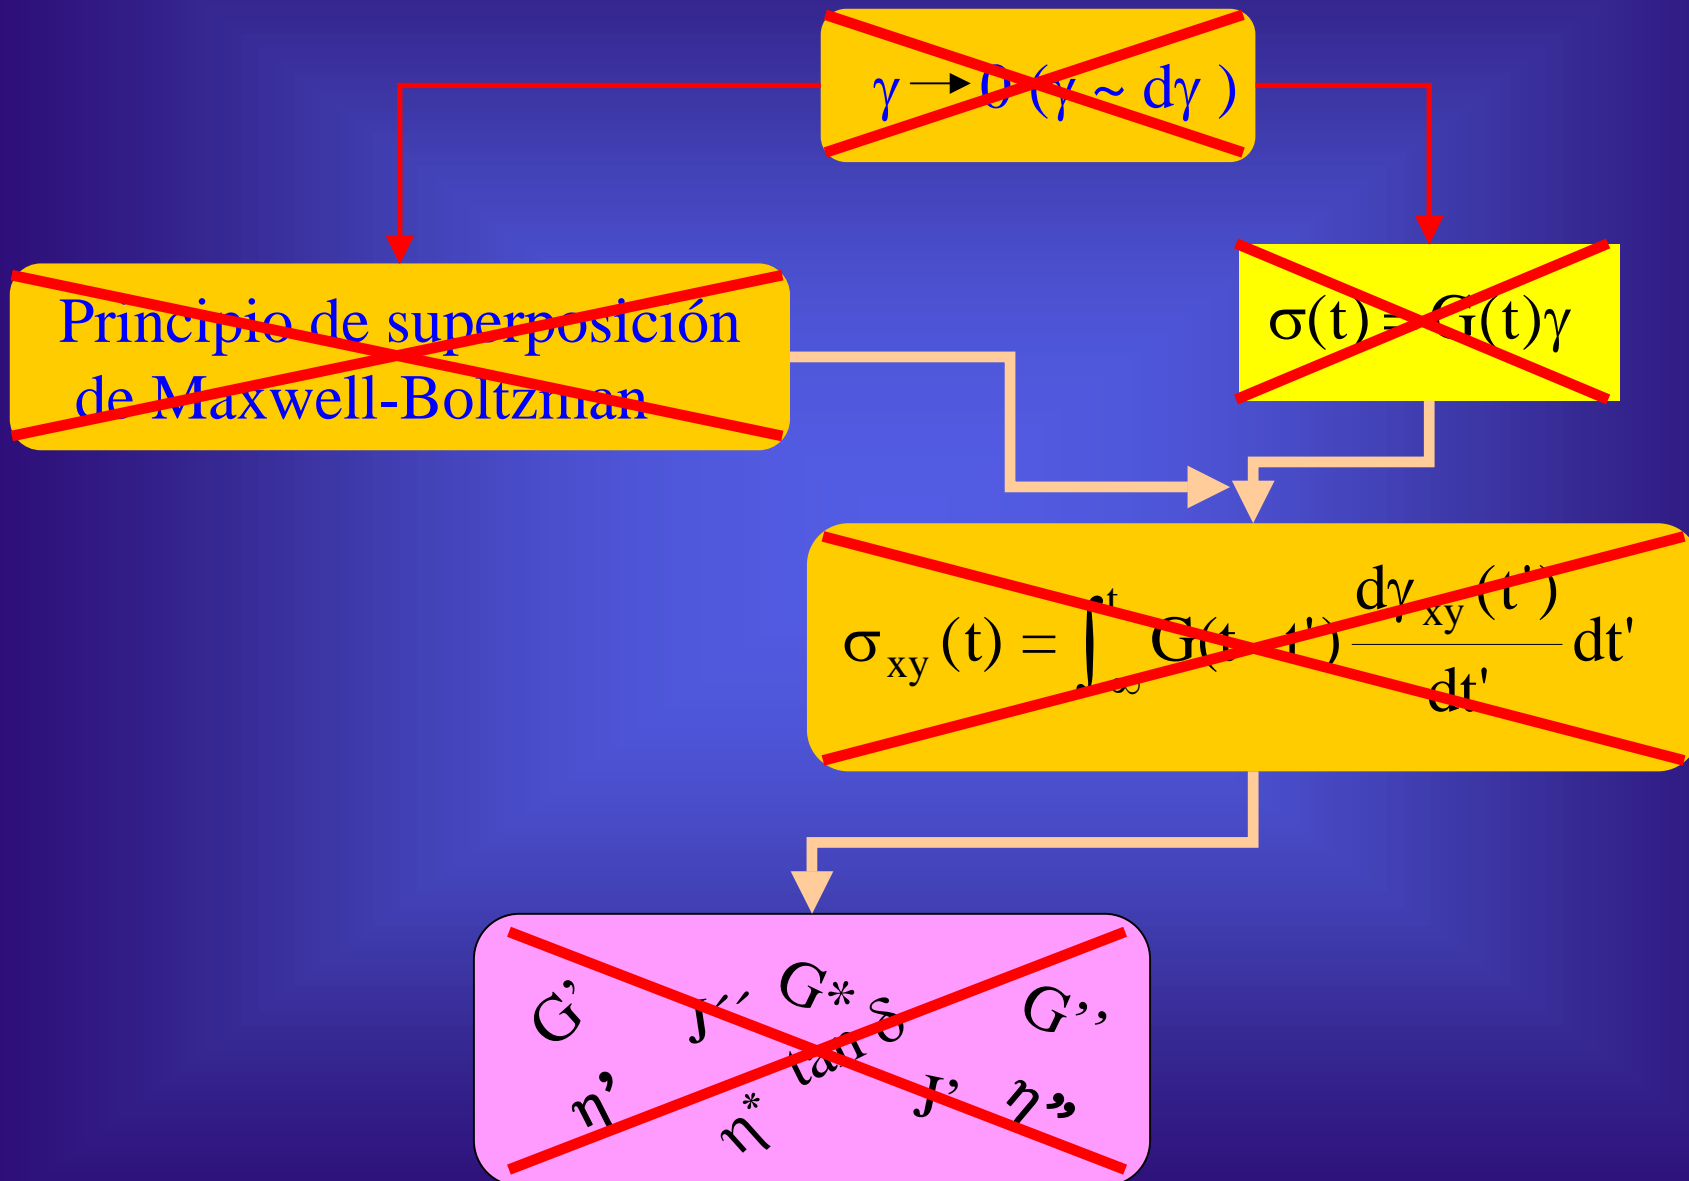 γ → 0 (γ ~ dγ )
Principio de superposición
de Maxwell-Boltzman
σ(t) = G(t)γ
σxy (t) = ∫-∞^t G(t - t') dγxy (t') / dt' dt'
G’ J´´ G* tan δ G’’
η’ η* J’ η”